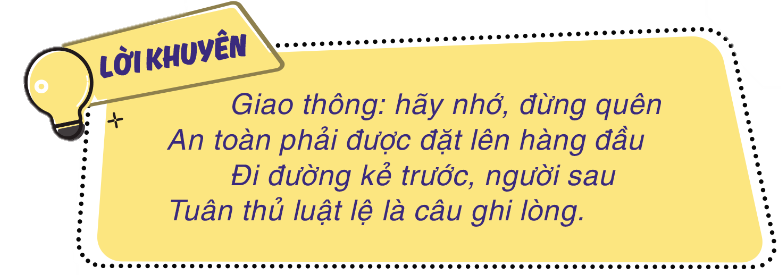 LỜI KHUYÊN
Giao thông: hãy nhớ, đừng quên
An toàn phải được đặt lên hàng đầu
Đi đường kẻ trước, người sau
Tuân thủ luật lệ là câu ghi lòng.